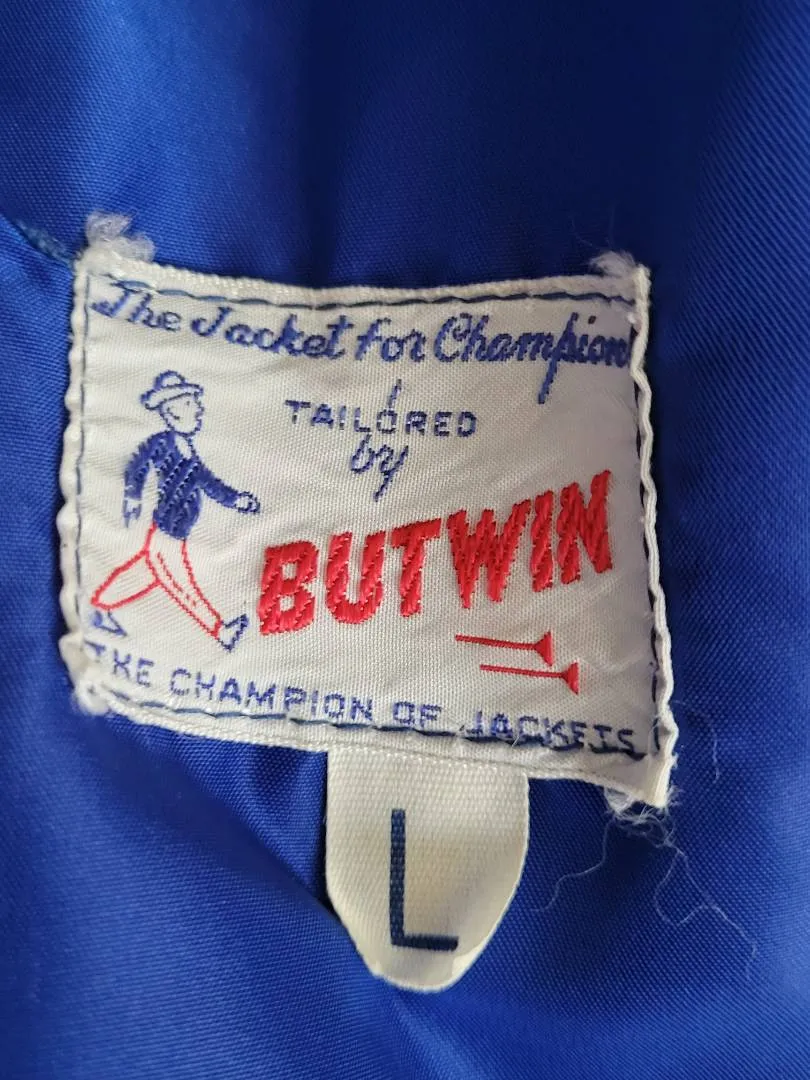 The Jacket for Champions
TAILORED
by
BUTWIN
THE CHAMPION OF JACKETS
L